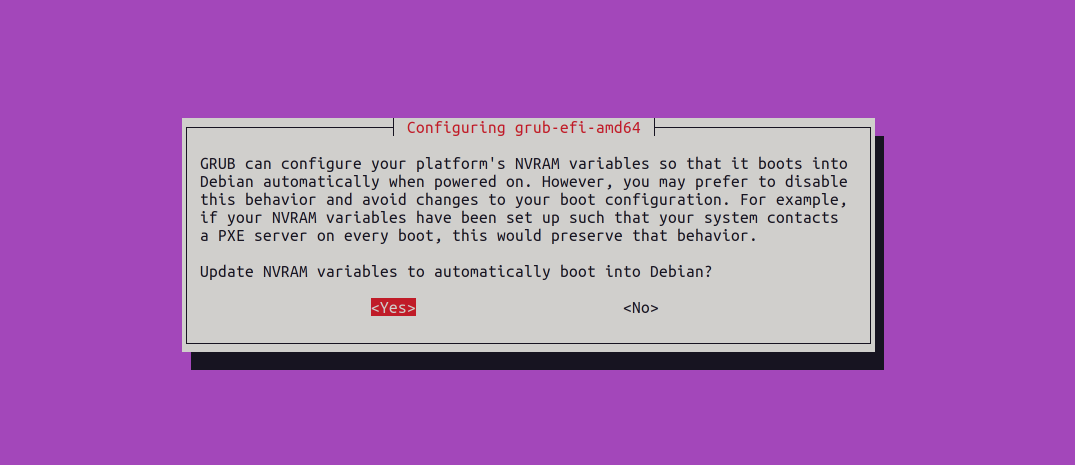 Configuring grub-efi-amd64
GRUB can configure your platform's NVRAM variables so that it boots into
Debian automatically when powered on. However, you may prefer to disable
this behavior and avoid changes to your boot configuration. For example,
if your NVRAM variables have been set up such that your system contacts
a PXE server on every boot, this would preserve that behavior.
Update NVRAM variables to automatically boot into Debian?
<Yes> <No>